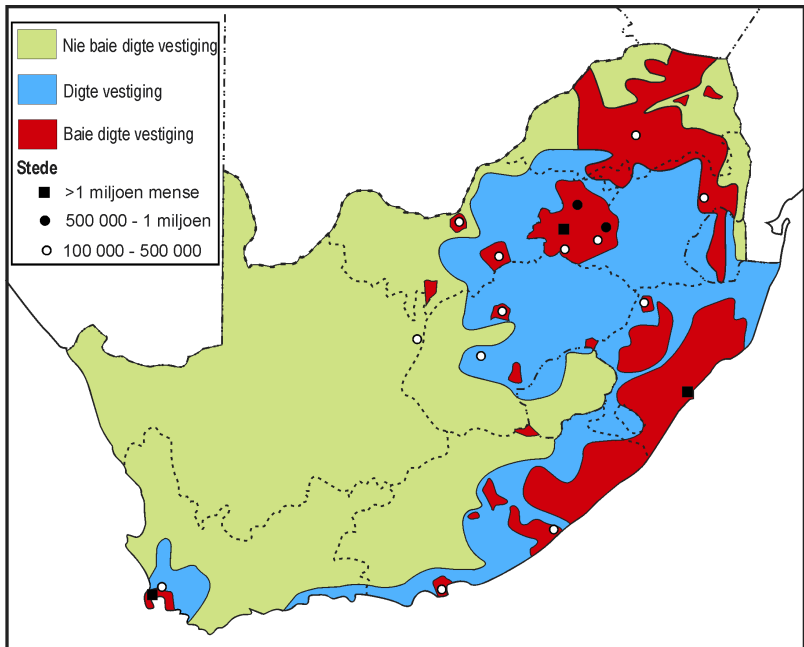 Nie baie digte vestiging
Digte vestiging
Baie digte vestiging
Stede
>1 miljoen mense
500 000 - 1 miljoen
100 000 - 500 000